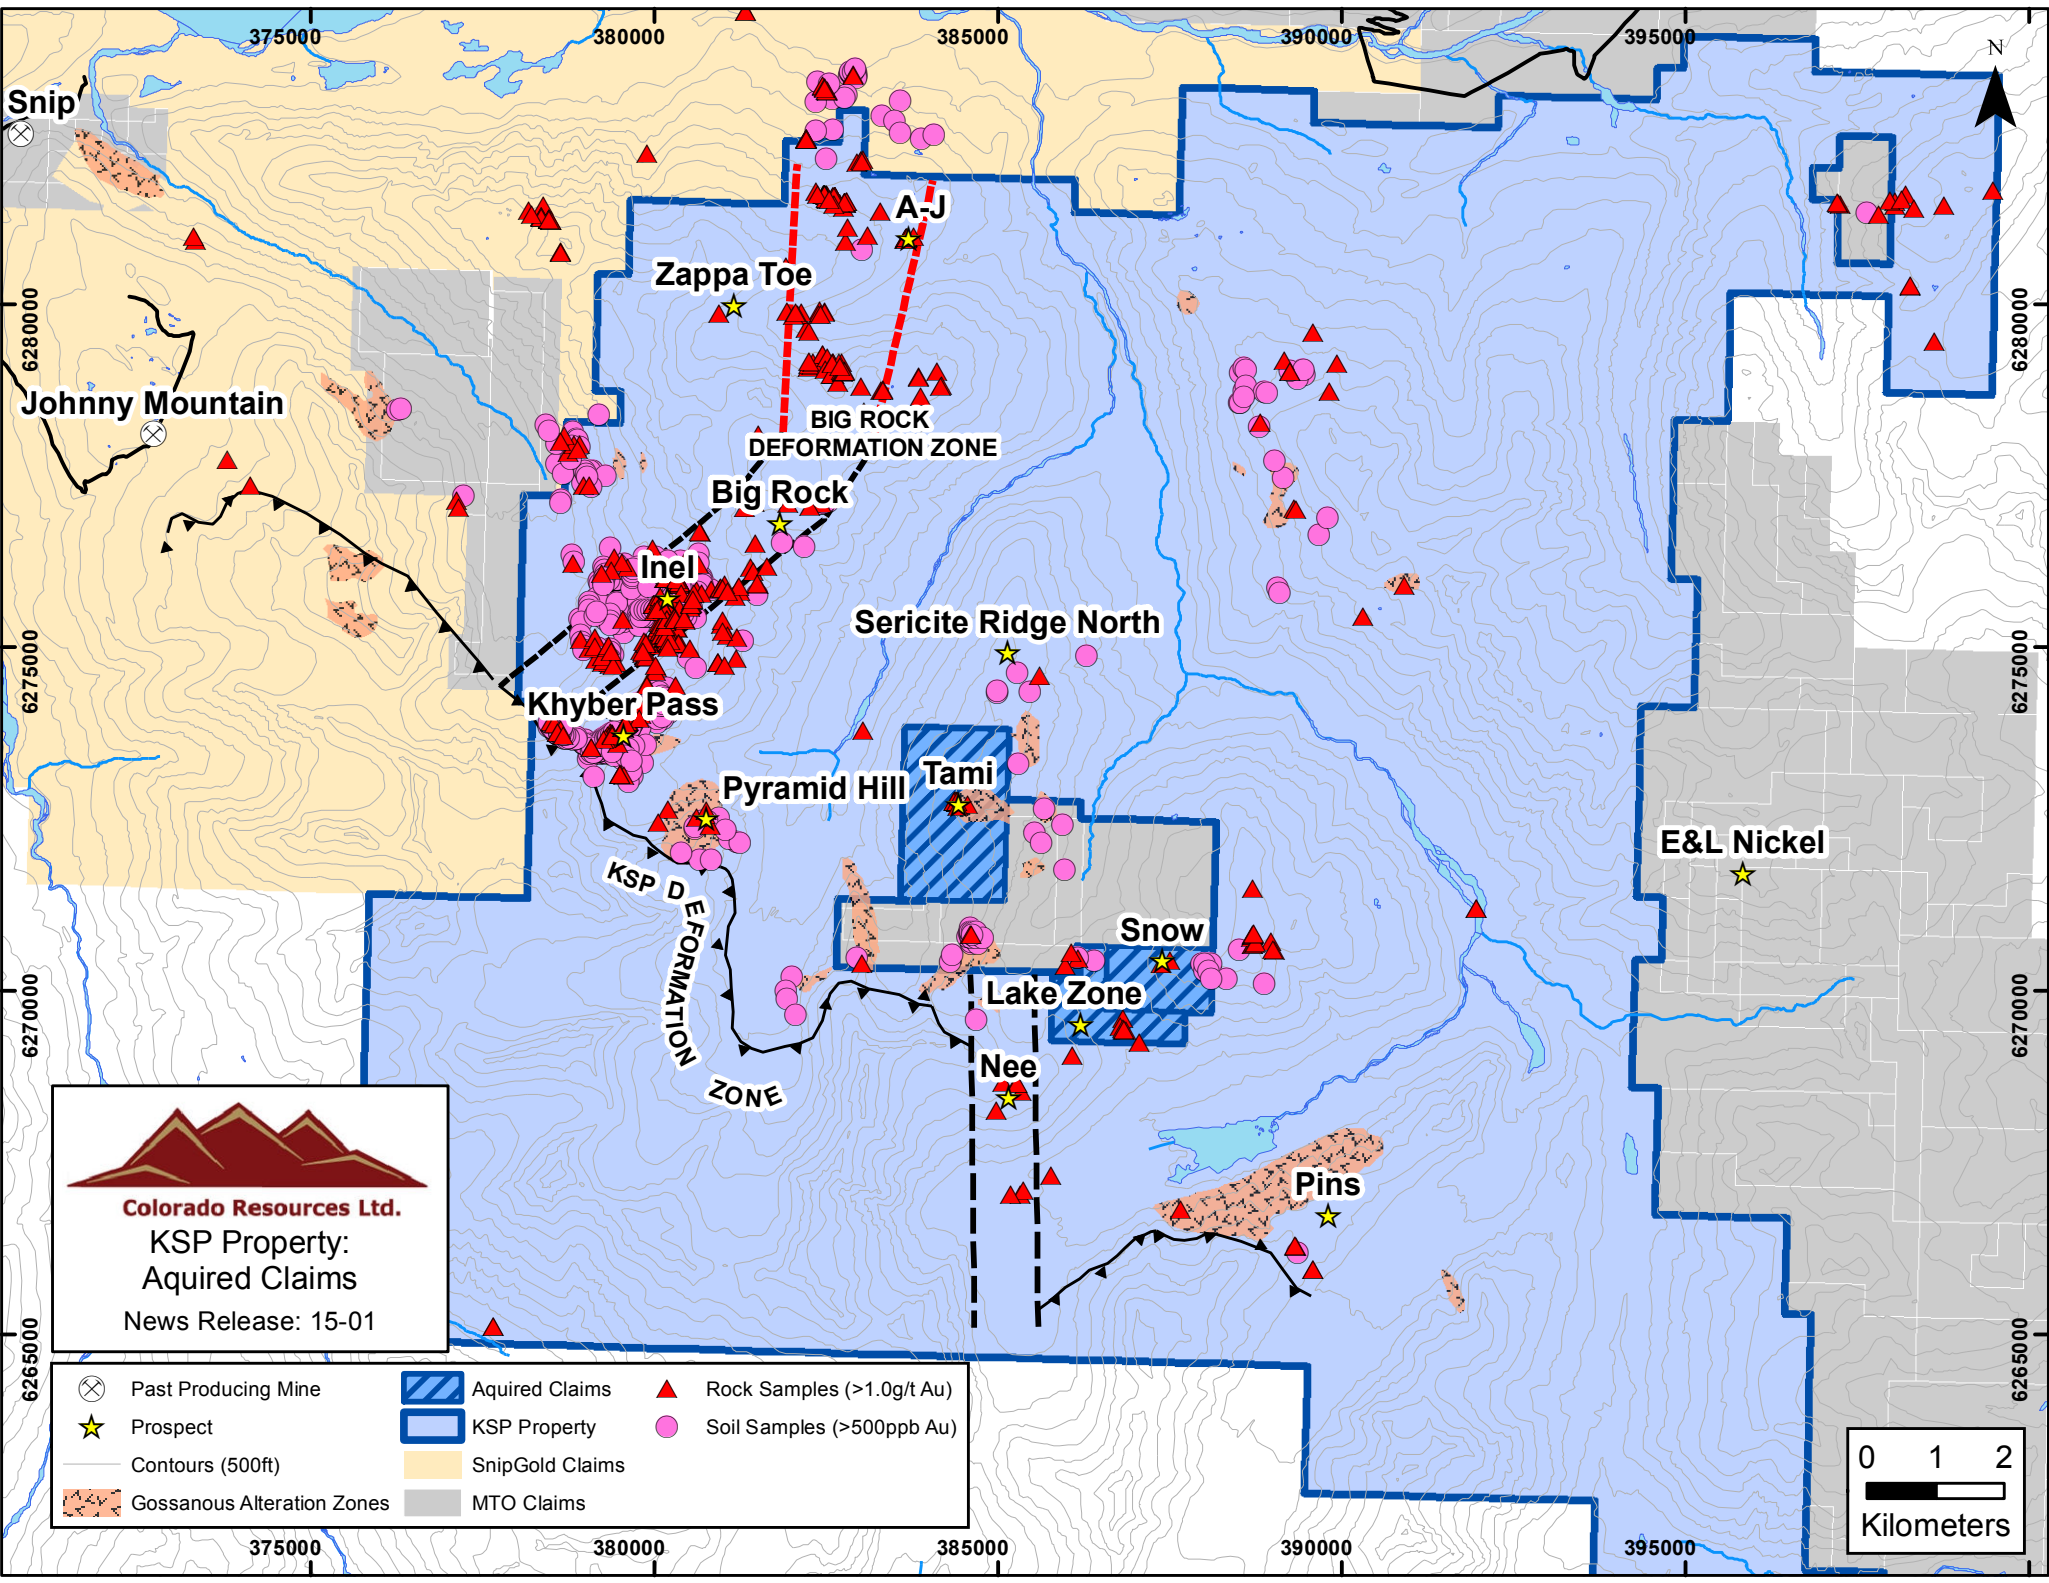 375000
380000
385000
390000
395000
N
Snip
A-J
Zappa Toe
6280000
6280000
Johnny Mountain
BIG ROCK
DEFORMATION ZONE
Big Rock
Inel
Sericite Ridge North
6275000
6275000
Khyber Pass
Tami
Pyramid Hill
E&L Nickel
KSP DEFORMATION ZONE
Snow
Lake Zone
6270000
6270000
Nee
Pins
Colorado Resources Ltd.
KSP Property:
Aquired Claims
News Release: 15-01
6265000
6265000
Past Producing Mine
Prospect
Contours (500ft)
Gossanous Alteration Zones
Aquired Claims
KSP Property
SnipGold Claims
MTO Claims
Rock Samples (>1.0g/t Au)
Soil Samples (>500ppb Au)
0 1 2
Kilometers
375000
380000
385000
390000
395000